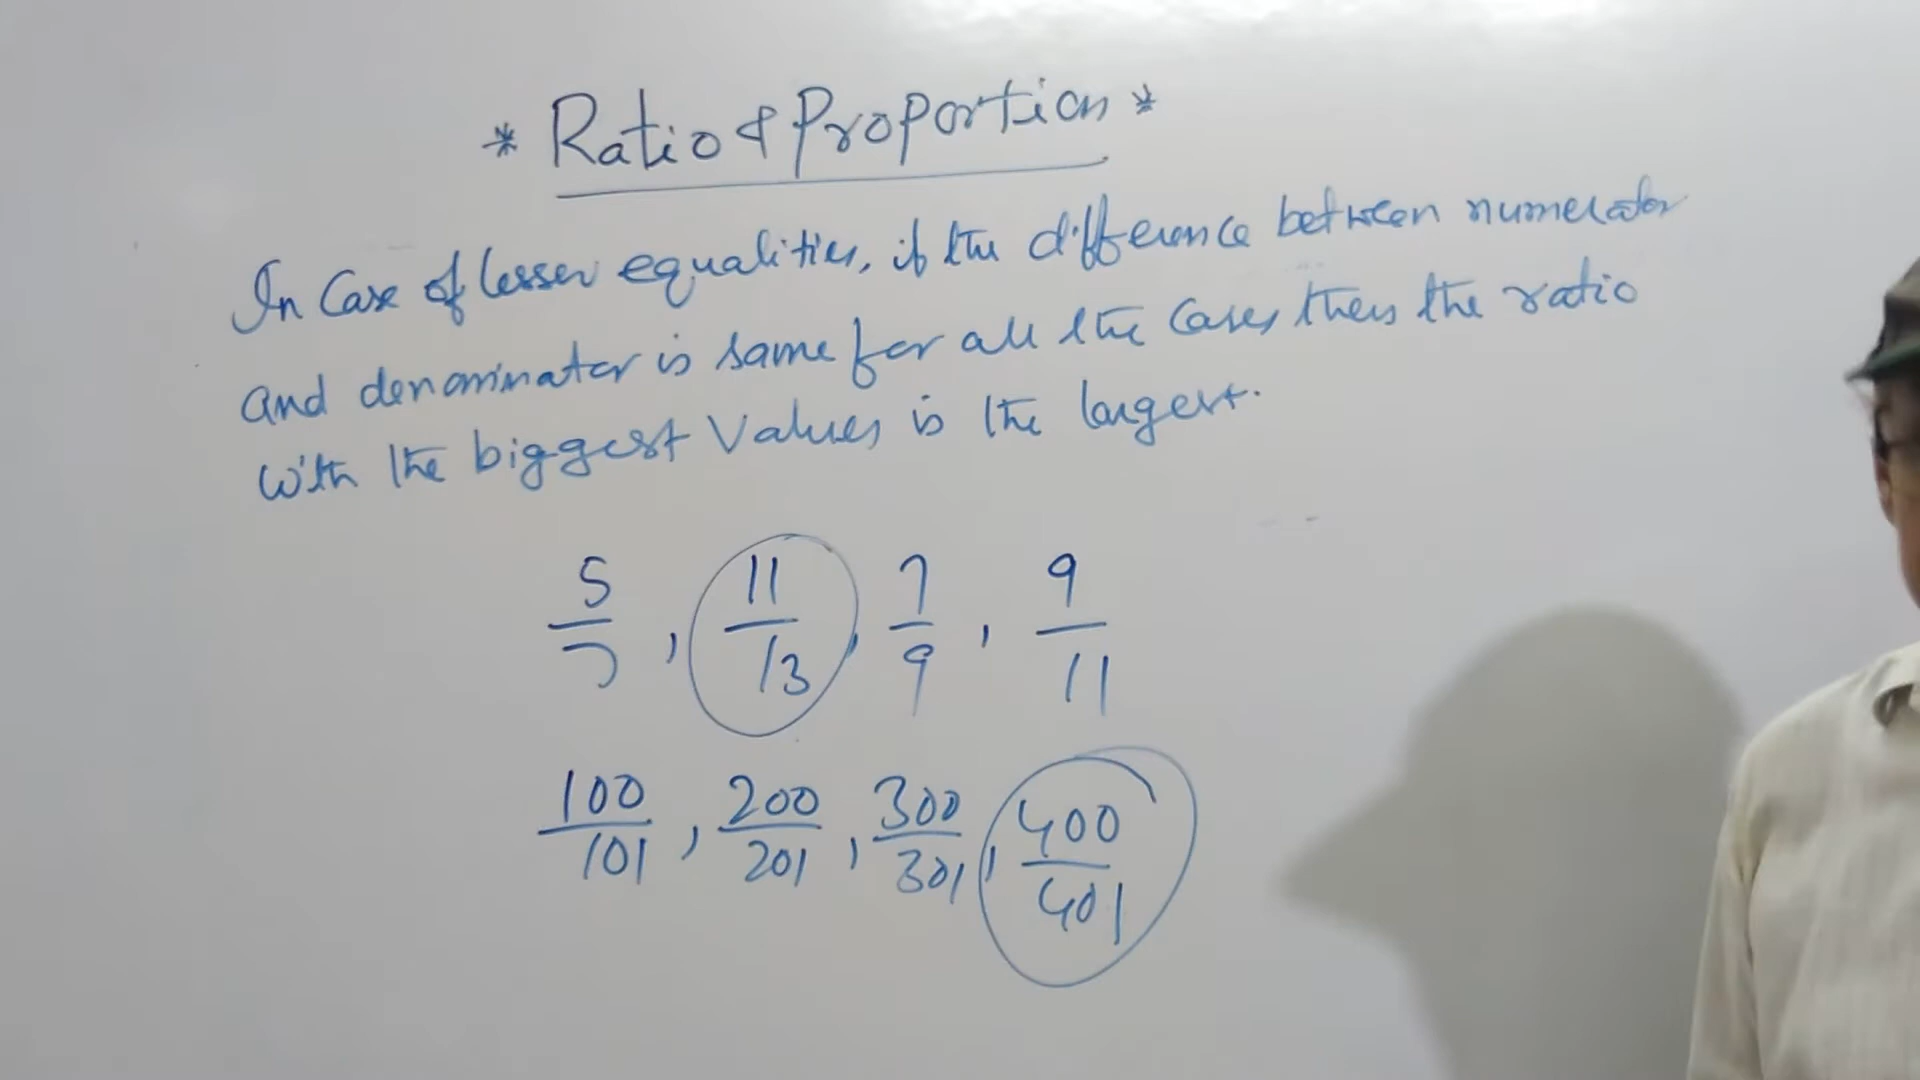 * Ratio & Proportion *
In Case of lesser equalities, if the difference between numerator
and denominator is same for all the cases then the ratio
with the biggest values is the largest.
5/7, 11/13, 7/9, 9/11
100/101, 200/201, 300/301, 400/401